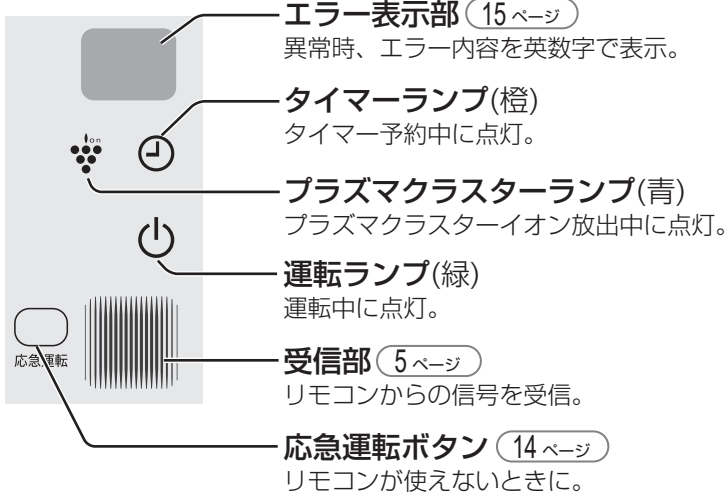 エラー表示部 15 ページ
異常時、エラー内容を英数字で表示。
タイマーランプ(橙)
タイマー予約中に点灯。
ion
プラズマクラスターランプ(青)
プラズマクラスターイオン放出中に点灯。
運転ランプ(緑)
運転中に点灯。
応急運転
受信部 5 ページ
リモコンからの信号を受信。
応急運転ボタン 14 ページ
リモコンが使えないときに。